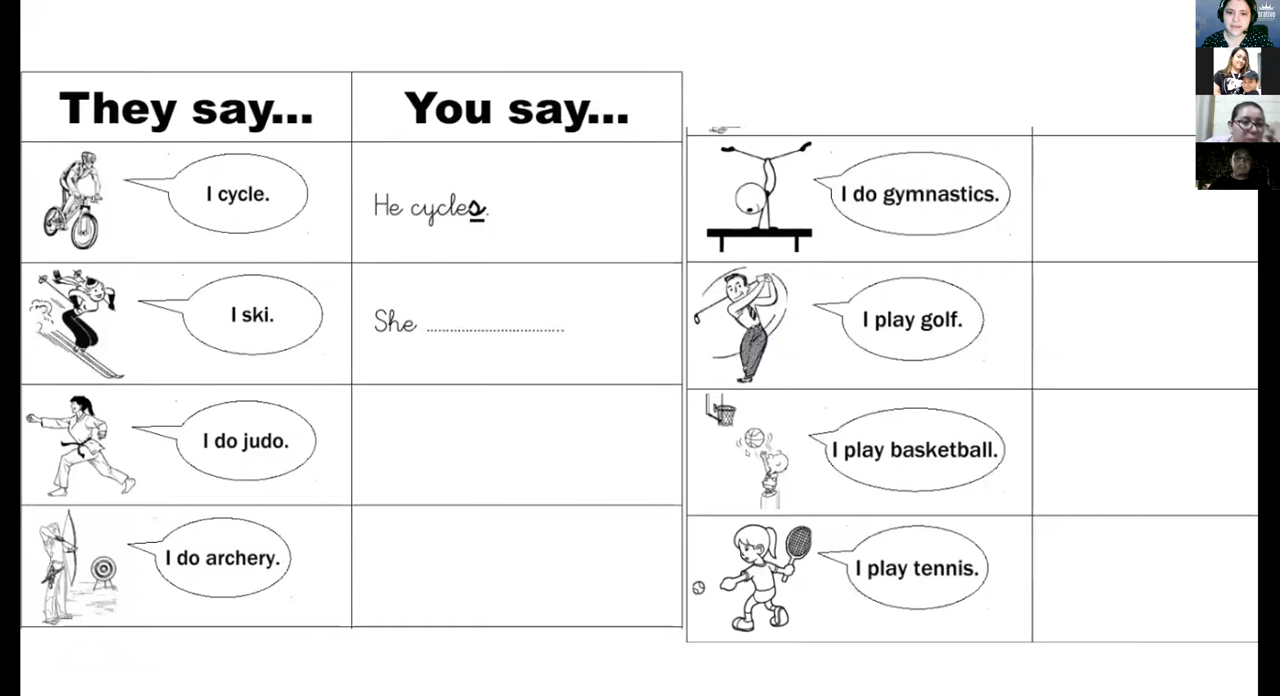 They say...
You say...
I cycle.
He cycles.
I ski.
She ...................................
I do judo.
I do archery.
I do gymnastics.
I play golf.
I play basketball.
I play tennis.